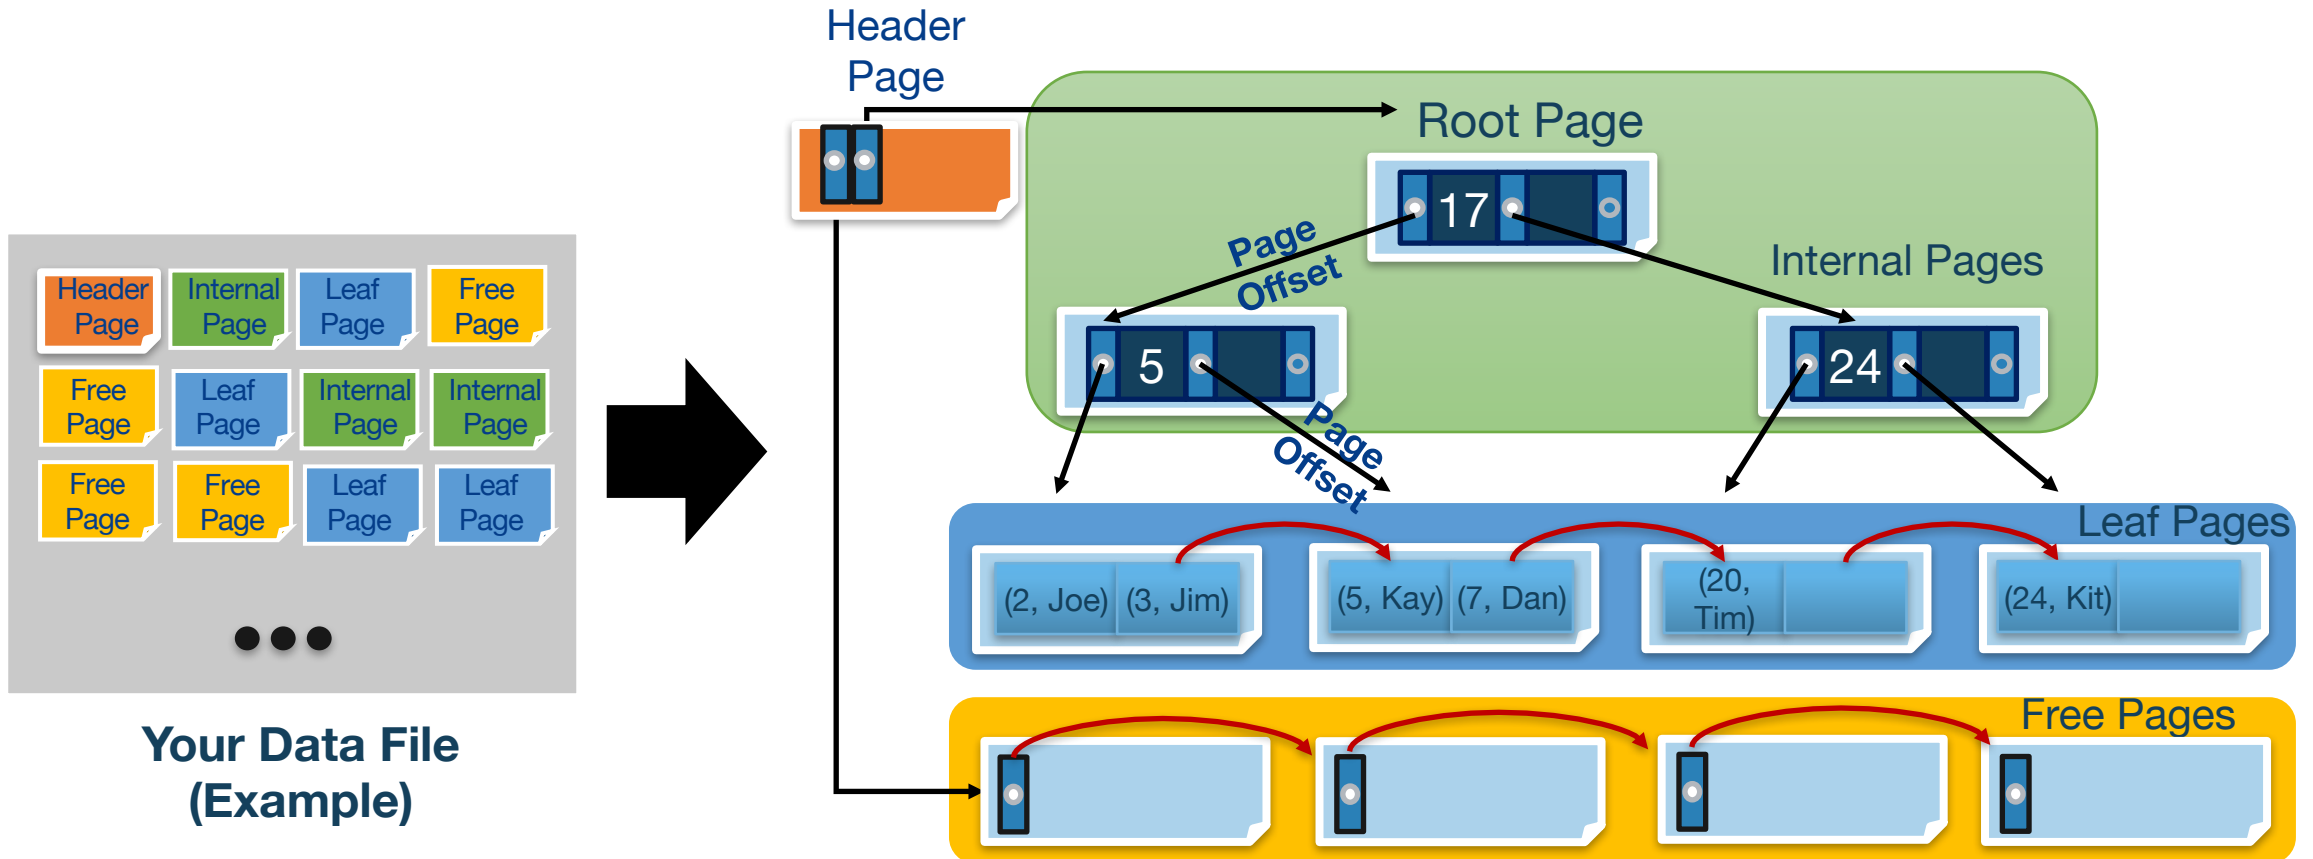 Header
Page
Root Page
17
Page
Offset
Internal Pages
5
24
Page
Offset
Header
Page
Internal
Page
Leaf
Page
Free
Page
Free
Page
Leaf
Page
Internal
Page
Internal
Page
Free
Page
Free
Page
Leaf
Page
Leaf
Page
Your Data File
(Example)
Leaf Pages
(2, Joe) (3, Jim)
(5, Kay) (7, Dan)
(20,
Tim)
(24, Kit)
Free Pages